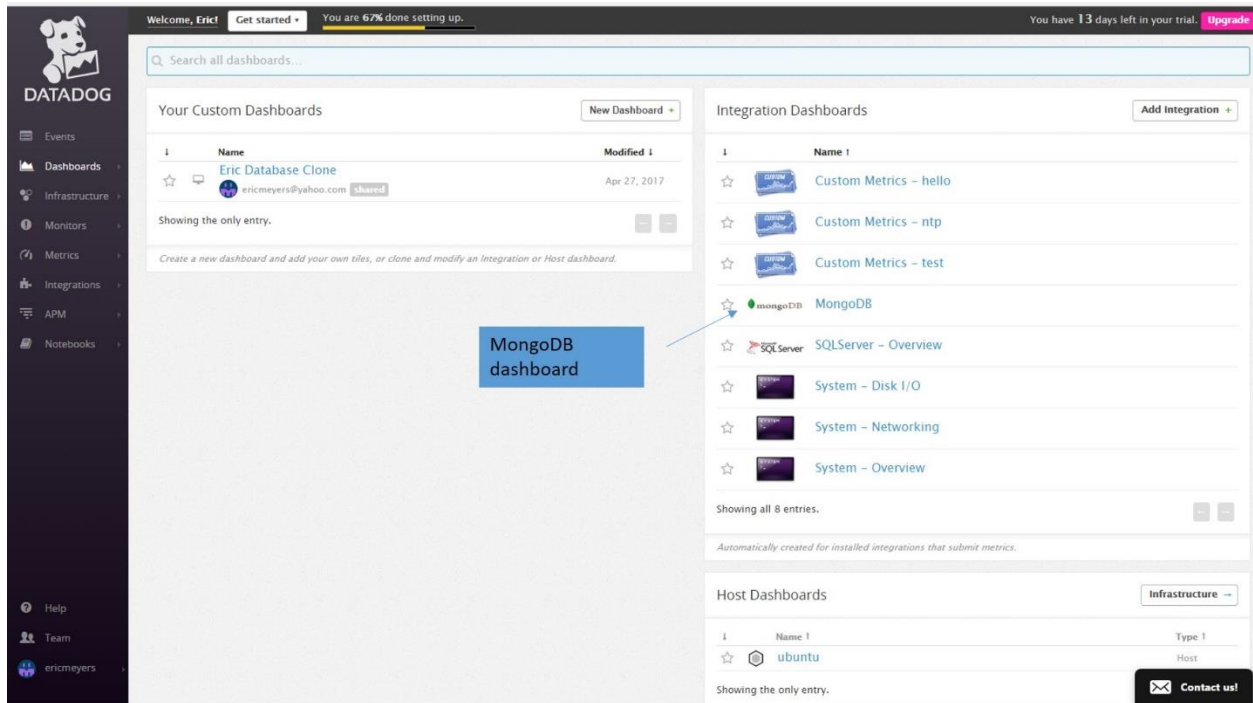 DATADOG
Events
Dashboards
Infrastructure
Monitors
Metrics
Integrations
APM
Notebooks
Help
Team
ericmeyers
Welcome, Eric!
Get started
You are 67% done setting up.
You have 13 days left in your trial.
Upgrade
Search all dashboards...
Your Custom Dashboards
New Dashboard +
Name
Modified
Eric Database Clone
ericmeyers@yahoo.com shared
Apr 27, 2017
Showing the only entry.
Create a new dashboard and add your own tiles, or clone and modify an Integration or Host dashboard.
MongoDB
dashboard
Integration Dashboards
Add Integration +
Name
CUSTOM
Custom Metrics - hello
CUSTOM
Custom Metrics - ntp
CUSTOM
Custom Metrics - test
mongoDB
MongoDB
SQL Server
SQLServer - Overview
System - Disk I/O
System - Networking
System - Overview
Showing all 8 entries.
Automatically created for installed integrations that submit metrics.
Host Dashboards
Infrastructure →
Name
Type
ubuntu
Host
Showing the only entry.
Contact us!